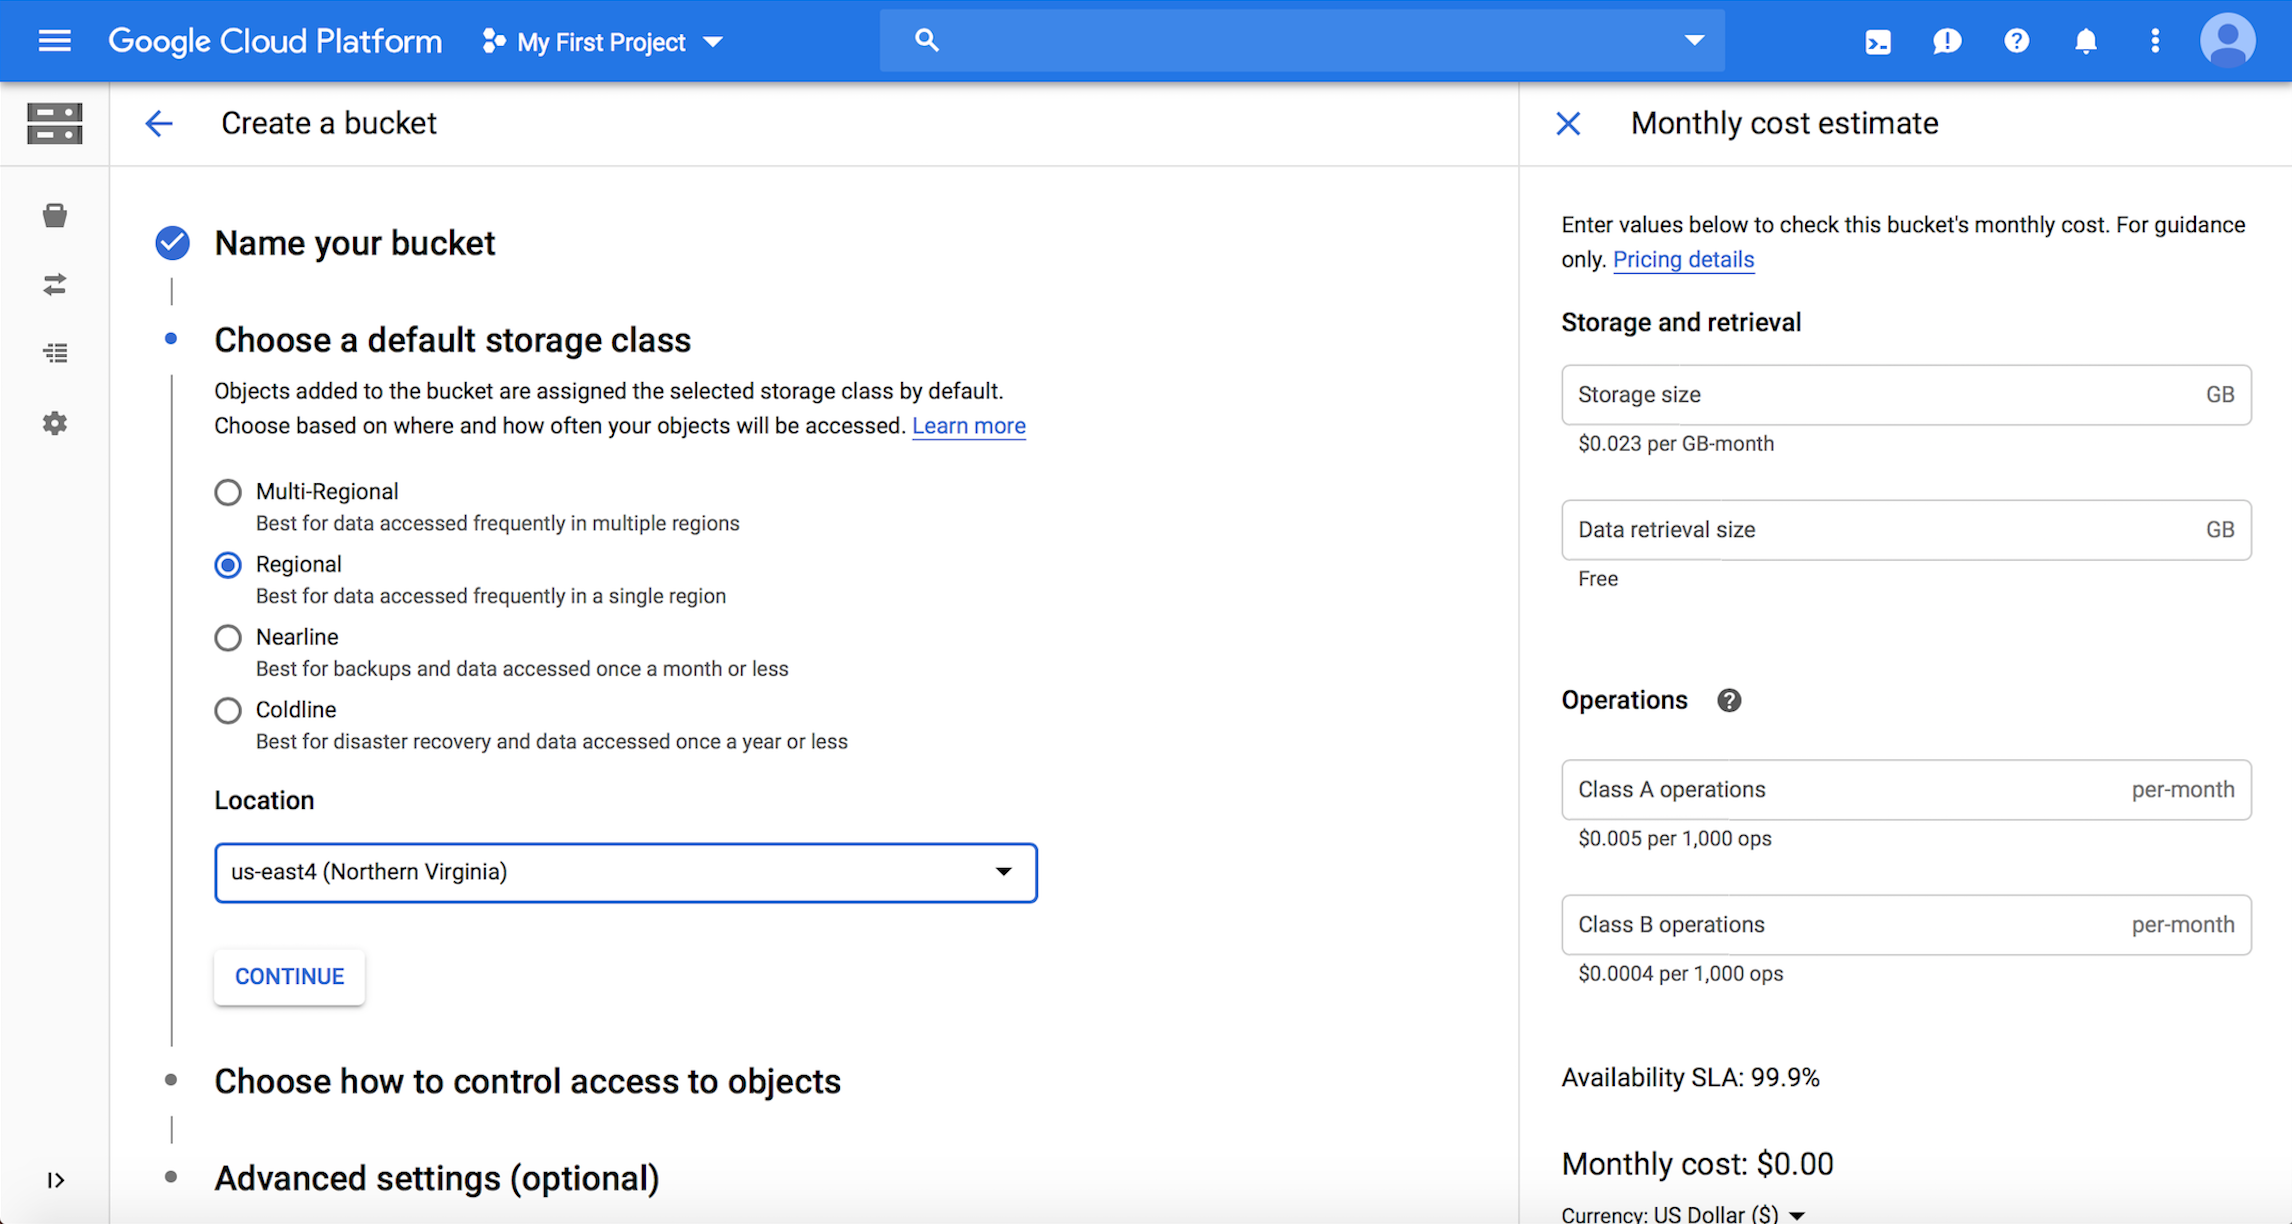 Google Cloud Platform
My First Project
Create a bucket
Name your bucket
Choose a default storage class
Objects added to the bucket are assigned the selected storage class by default.
Choose based on where and how often your objects will be accessed. Learn more
Multi-Regional
Best for data accessed frequently in multiple regions
Regional
Best for data accessed frequently in a single region
Nearline
Best for backups and data accessed once a month or less
Coldline
Best for disaster recovery and data accessed once a year or less
Location
us-east4 (Northern Virginia)
CONTINUE
Choose how to control access to objects
Advanced settings (optional)
Monthly cost estimate
Enter values below to check this bucket's monthly cost. For guidance
only. Pricing details
Storage and retrieval
Storage size GB
$0.023 per GB-month
Data retrieval size GB
Free
Operations
Class A operations per-month
$0.005 per 1,000 ops
Class B operations per-month
$0.0004 per 1,000 ops
Availability SLA: 99.9%
Monthly cost: $0.00
Currency: US Dollar ($)